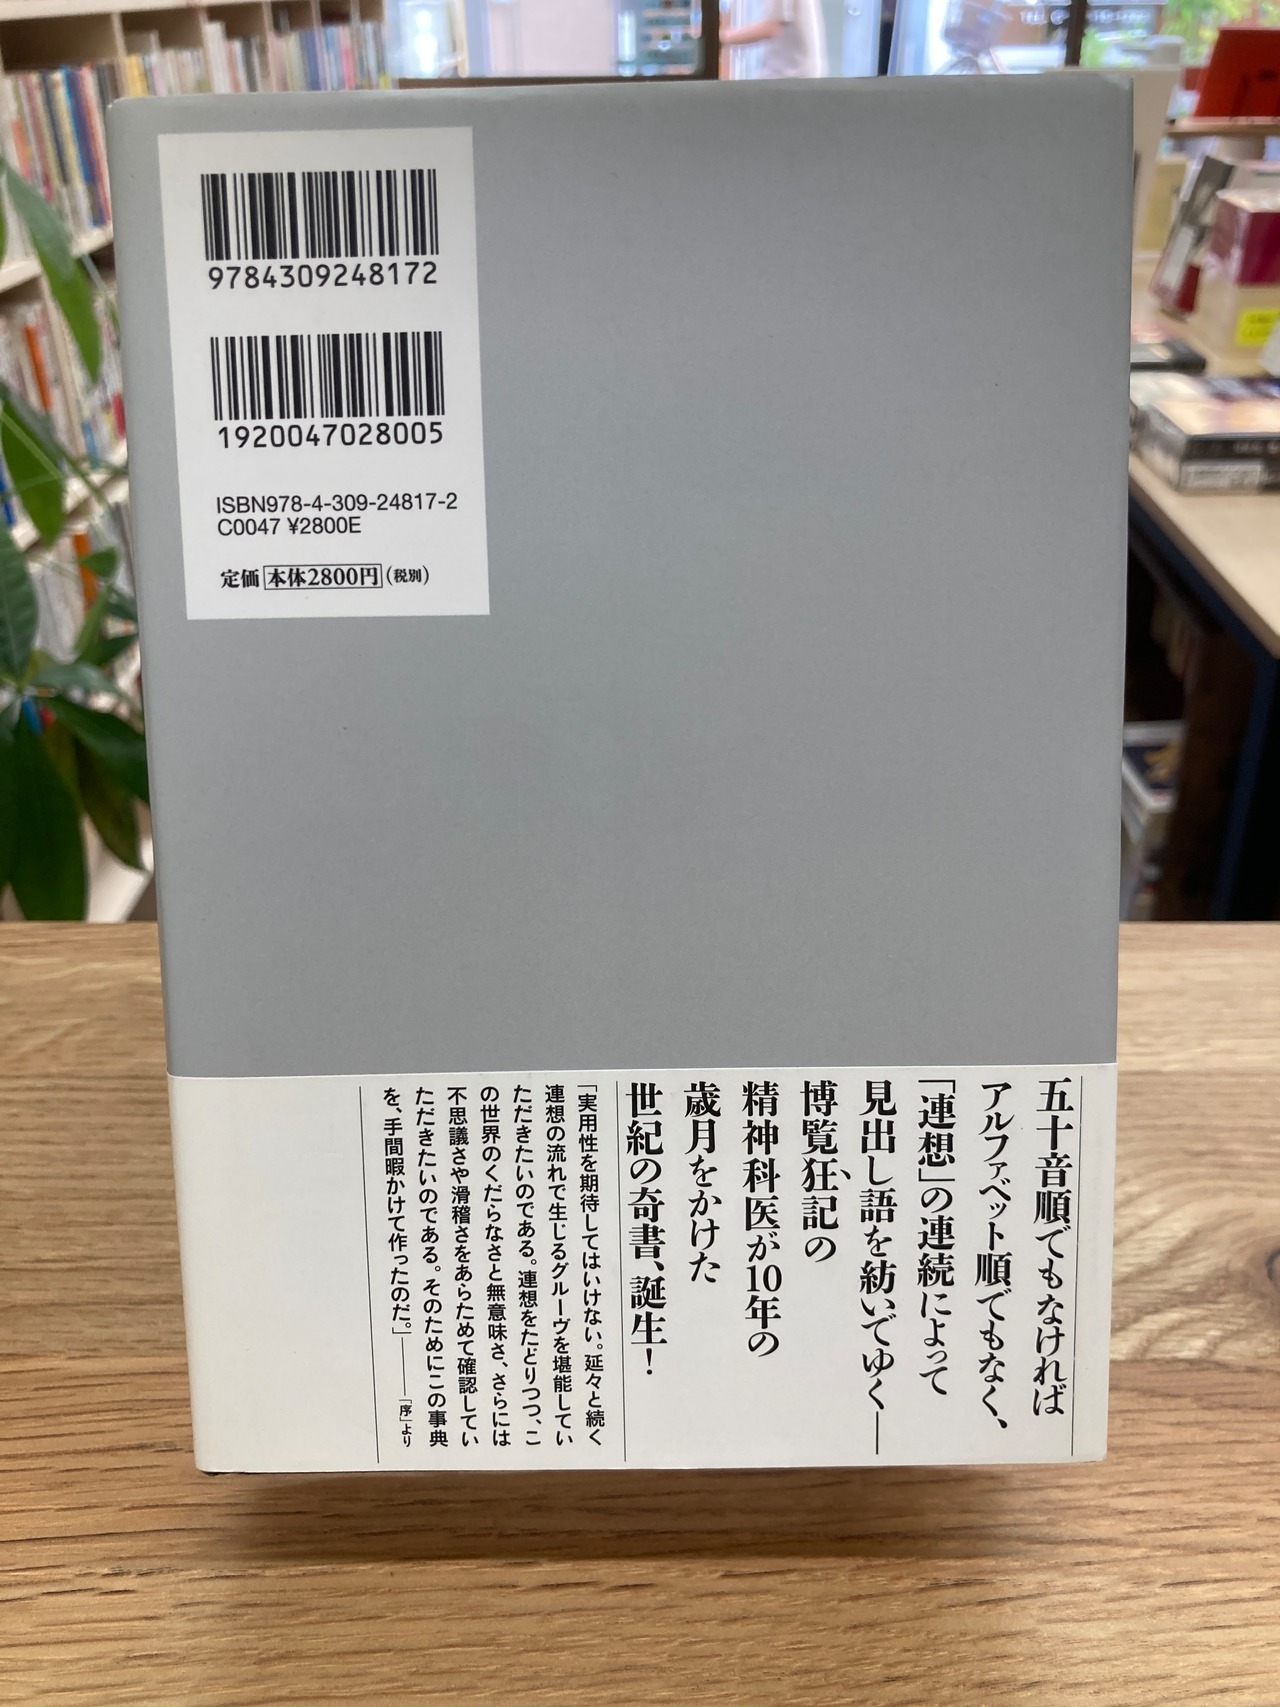 9784309248172
1920047028005
ISBN978-4-309-24817-2
C0047 ¥2800E
定価 本体2800円(税別)
五十音順でもなければ
アルファベット順でもなく、
「連想」の連続によって
見出し語を紡いでゆく——
博覧狂記の
精神科医が10年の
歳月をかけた
世紀の奇書、誕生!
「実用性を期待してはいけない。延々と続く
連想の流れで生じるグルーヴを堪能してい
ただきたいのである。連想をたどりつつ、こ
の世界のくだらなさと無意味さ、さらには
不思議さや滑稽さをあらためて確認してい
ただきたいのである。そのためにこの事典
を、手間暇かけて作ったのだ。」——「序」より